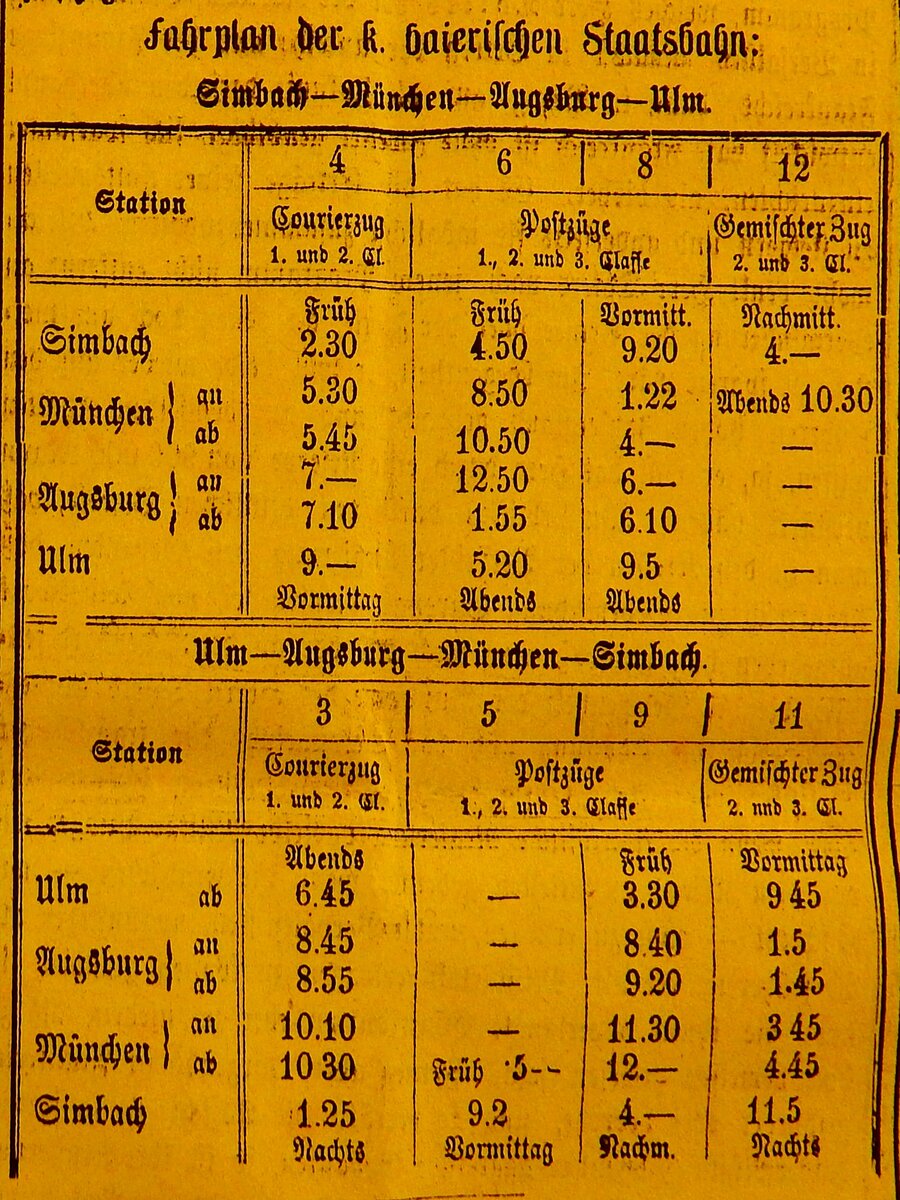 Fahrplan der k. baierischen Staatsbahn:
Simbach—München—Augsburg—Ulm.
Station 4 6 8 12
Courierzug Postzüge Gemischter Zug
1. und 2. Cl. 1., 2. und 3. Classe 2. und 3. Cl.
Früh Früh Vormitt. Nachmitt.
Simbach 2.30 4.50 9.20 4.—
München an 5.30 8.50 1.22 Abends 10.30
ab 5.45 10.50 4.— —
Augsburg an 7.— 12.50 6.— —
ab 7.10 1.55 6.10 —
Ulm 9.— 5.20 9.5 —
Vormittag Abends Abends
Ulm—Augsburg—München—Simbach.
Station 3 5 9 11
Courierzug Postzüge Gemischter Zug
1. und 2. Cl. 1., 2. und 3. Classe 2. nnd 3. Cl.
Abends Früh Vormittag
Ulm ab 6.45 — 3.30 9 45
Augsburg an 8.45 — 8.40 1.5
ab 8.55 — 9.20 1.45
München an 10.10 — 11.30 3 45
ab 10 30 Früh 5-- 12.— 4.45
Simbach 1.25 9.2 4.— 11.5
Nachts Vormittag Nachm. Nachts